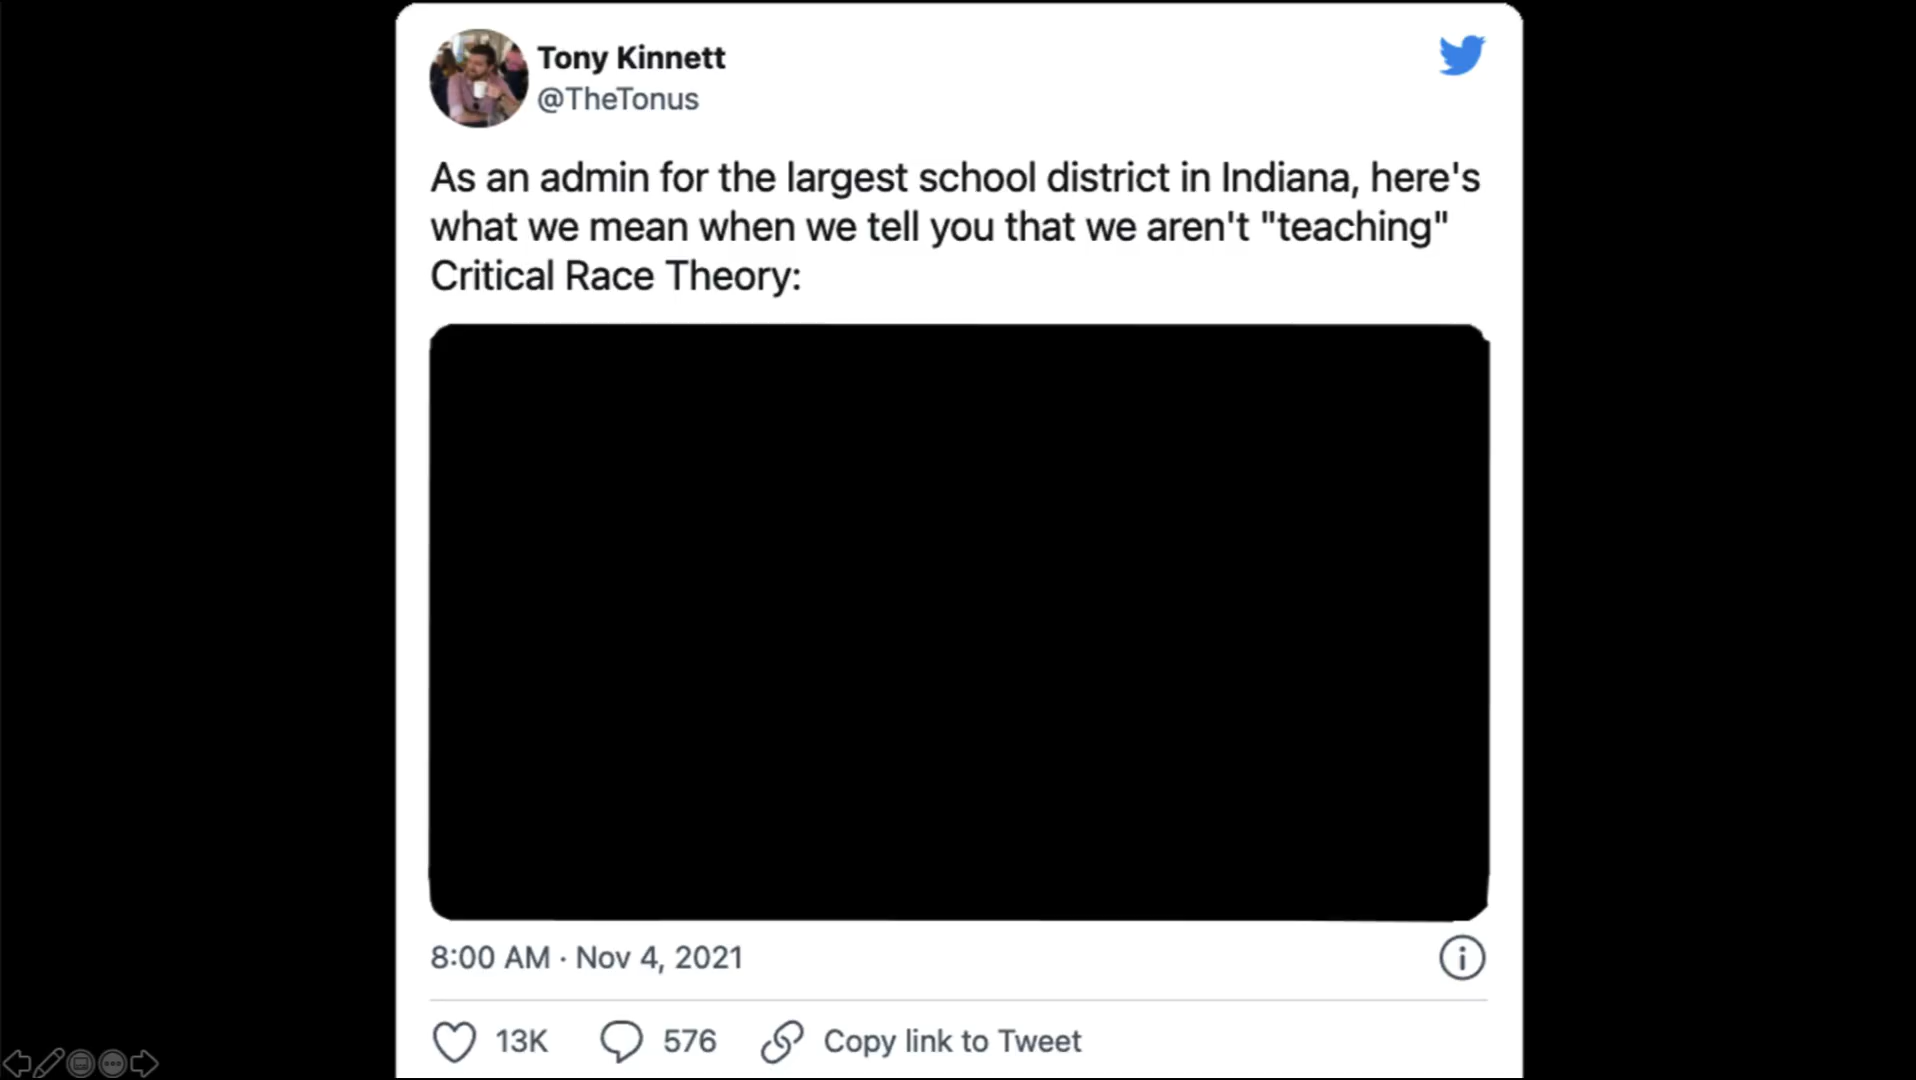 Tony Kinnett
@TheTonus
As an admin for the largest school district in Indiana, here's
what we mean when we tell you that we aren't "teaching"
Critical Race Theory:
8:00 AM · Nov 4, 2021
13K 576 Copy link to Tweet